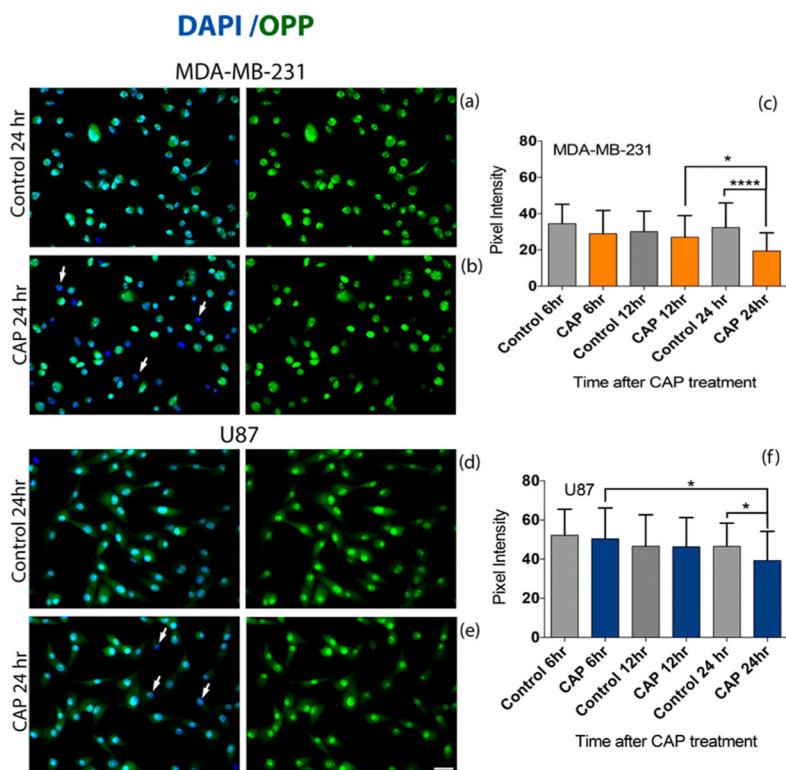 DAPI /OPP
MDA-MB-231
Control 24 hr
(a)
CAP 24 hr
(b)
(c)
MDA-MB-231
Pixel Intensity
80
60
40
20
0
*
****
Control 6hr
CAP 6hr
Control 12hr
CAP 12hr
Control 24 hr
CAP 24hr
Time after CAP treatment
U87
Control 24hr
(d)
CAP 24 hr
(e)
(f)
U87
Pixel Intensity
80
60
40
20
0
*
*
Control 6hr
CAP 6hr
Control 12hr
CAP 12hr
Control 24 hr
CAP 24hr
Time after CAP treatment